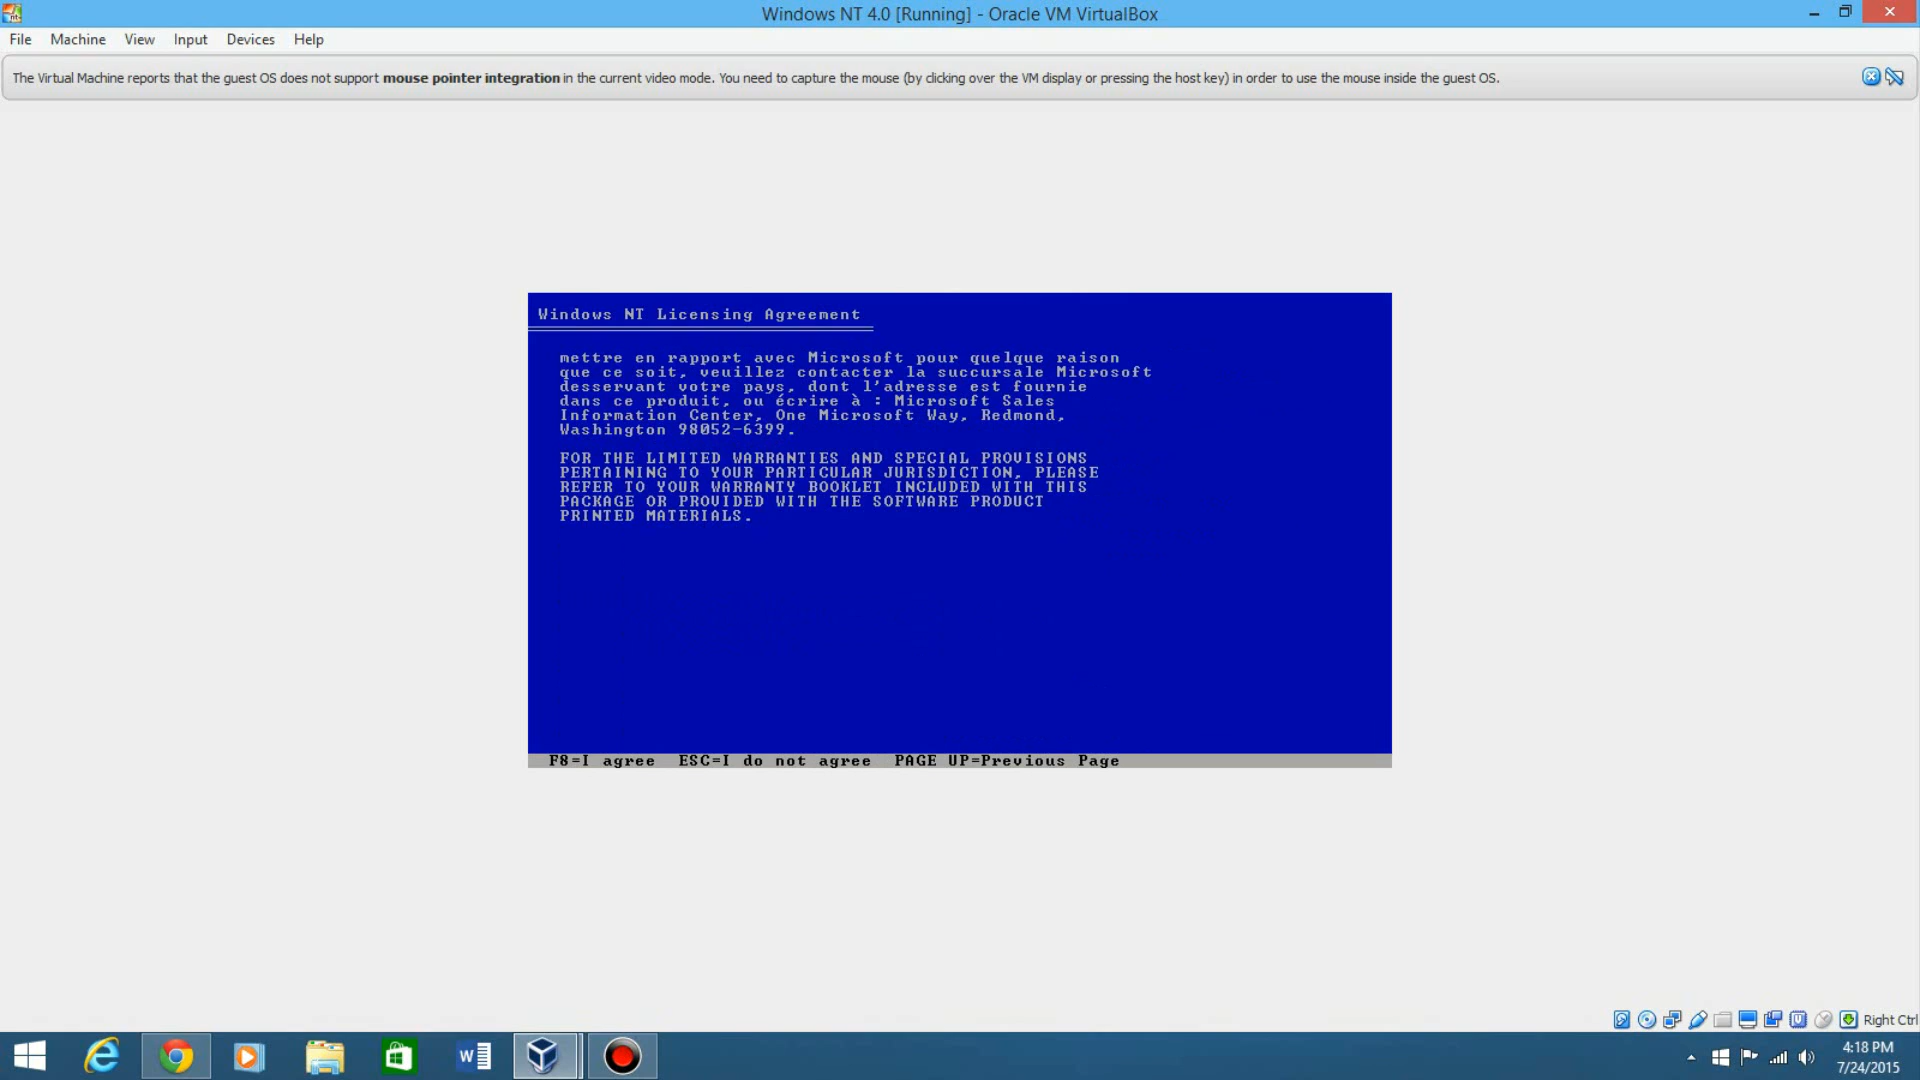 Windows NT 4.0 [Running] - Oracle VM VirtualBox
File Machine View Input Devices Help
The Virtual Machine reports that the guest OS does not support mouse pointer integration in the current video mode. You need to capture the mouse (by clicking over the VM display or pressing the host key) in order to use the mouse inside the guest OS.
Windows NT Licensing Agreement
mettre en rapport avec Microsoft pour quelque raison
que ce soit, veuillez contacter la succursale Microsoft
desservant votre pays, dont l'adresse est fournie
dans ce produit, ou écrire à : Microsoft Sales
Information Center, One Microsoft Way, Redmond,
Washington 98052-6399.
FOR THE LIMITED WARRANTIES AND SPECIAL PROVISIONS
PERTAINING TO YOUR PARTICULAR JURISDICTION, PLEASE
REFER TO YOUR WARRANTY BOOKLET INCLUDED WITH THIS
PACKAGE OR PROVIDED WITH THE SOFTWARE PRODUCT
PRINTED MATERIALS.
F8=I agree ESC=I do not agree PAGE UP=Previous Page
Right Ctrl
4:18 PM
7/24/2015